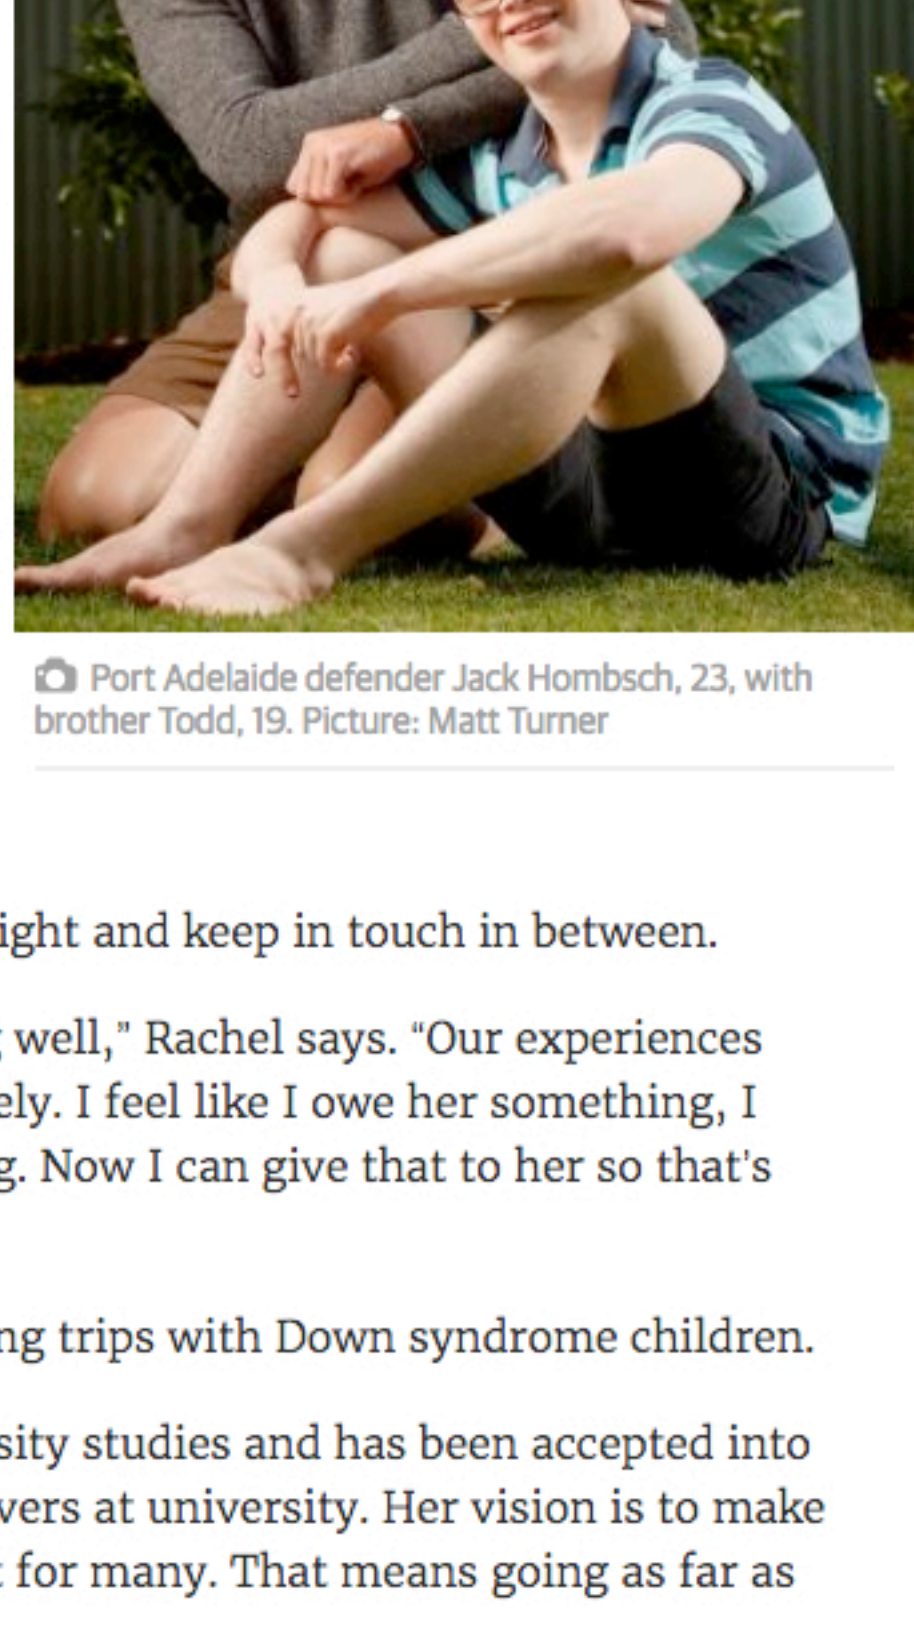 Port Adelaide defender Jack Hombsch, 23, with
brother Todd, 19. Picture: Matt Turner
ight and keep in touch in between.
well,” Rachel says. “Our experiences
ely. I feel like I owe her something, I
g. Now I can give that to her so that's
ng trips with Down syndrome children.
sity studies and has been accepted into
vers at university. Her vision is to make
for many. That means going as far as